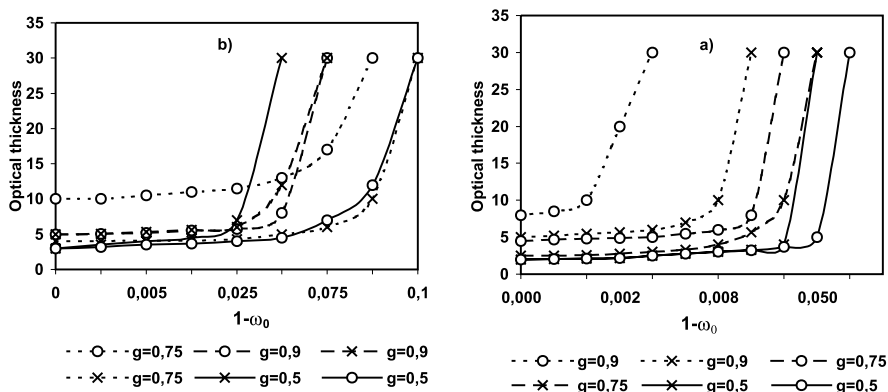 b)
Optical thickness
35
30
25
20
15
10
5
0
0 0,005 0,025 0,075 0,1
1-ω₀
g=0,75 g=0,9 g=0,9
g=0,75 g=0,5 g=0,5
a)
Optical thickness
35
30
25
20
15
10
5
0
0,000 0,002 0,008 0,050
1-ω₀
g=0,9 g=0,9 g=0,75
g=0,75 g=0,5 g=0,5